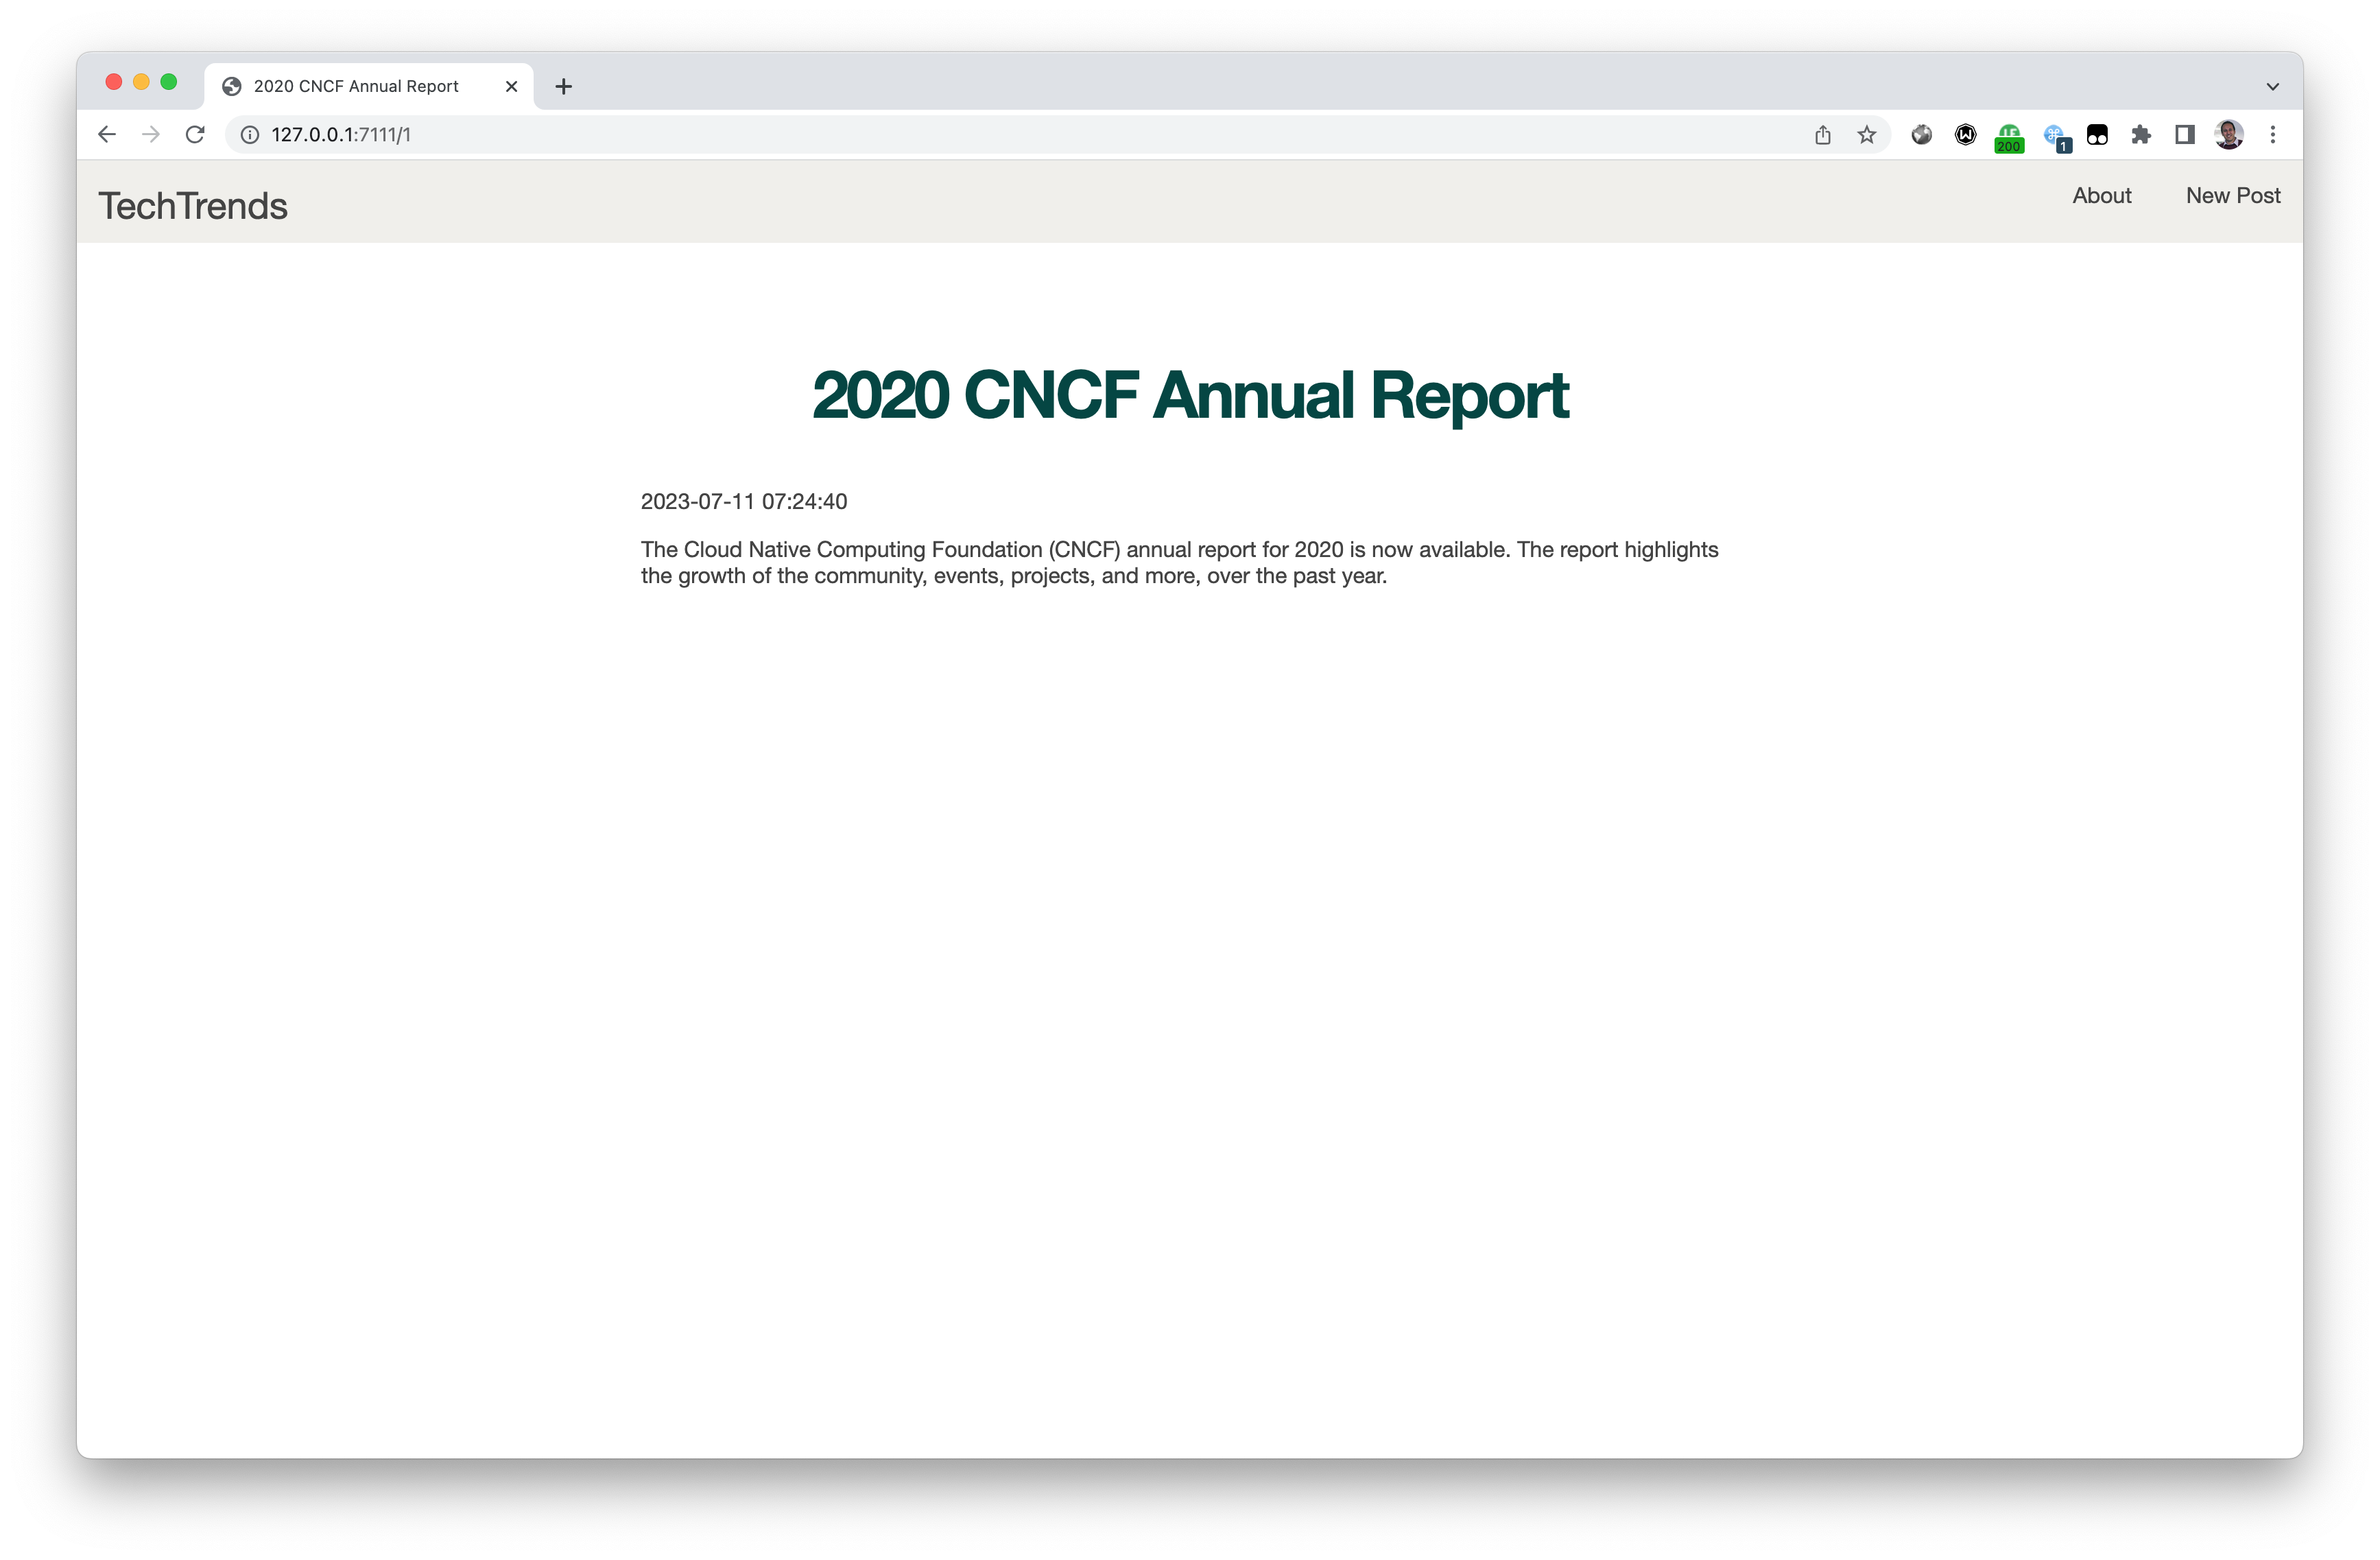 2020 CNCF Annual Report
127.0.0.1:7111/1
200
1
TechTrends
About
New Post
2020 CNCF Annual Report
2023-07-11 07:24:40
The Cloud Native Computing Foundation (CNCF) annual report for 2020 is now available. The report highlights
the growth of the community, events, projects, and more, over the past year.